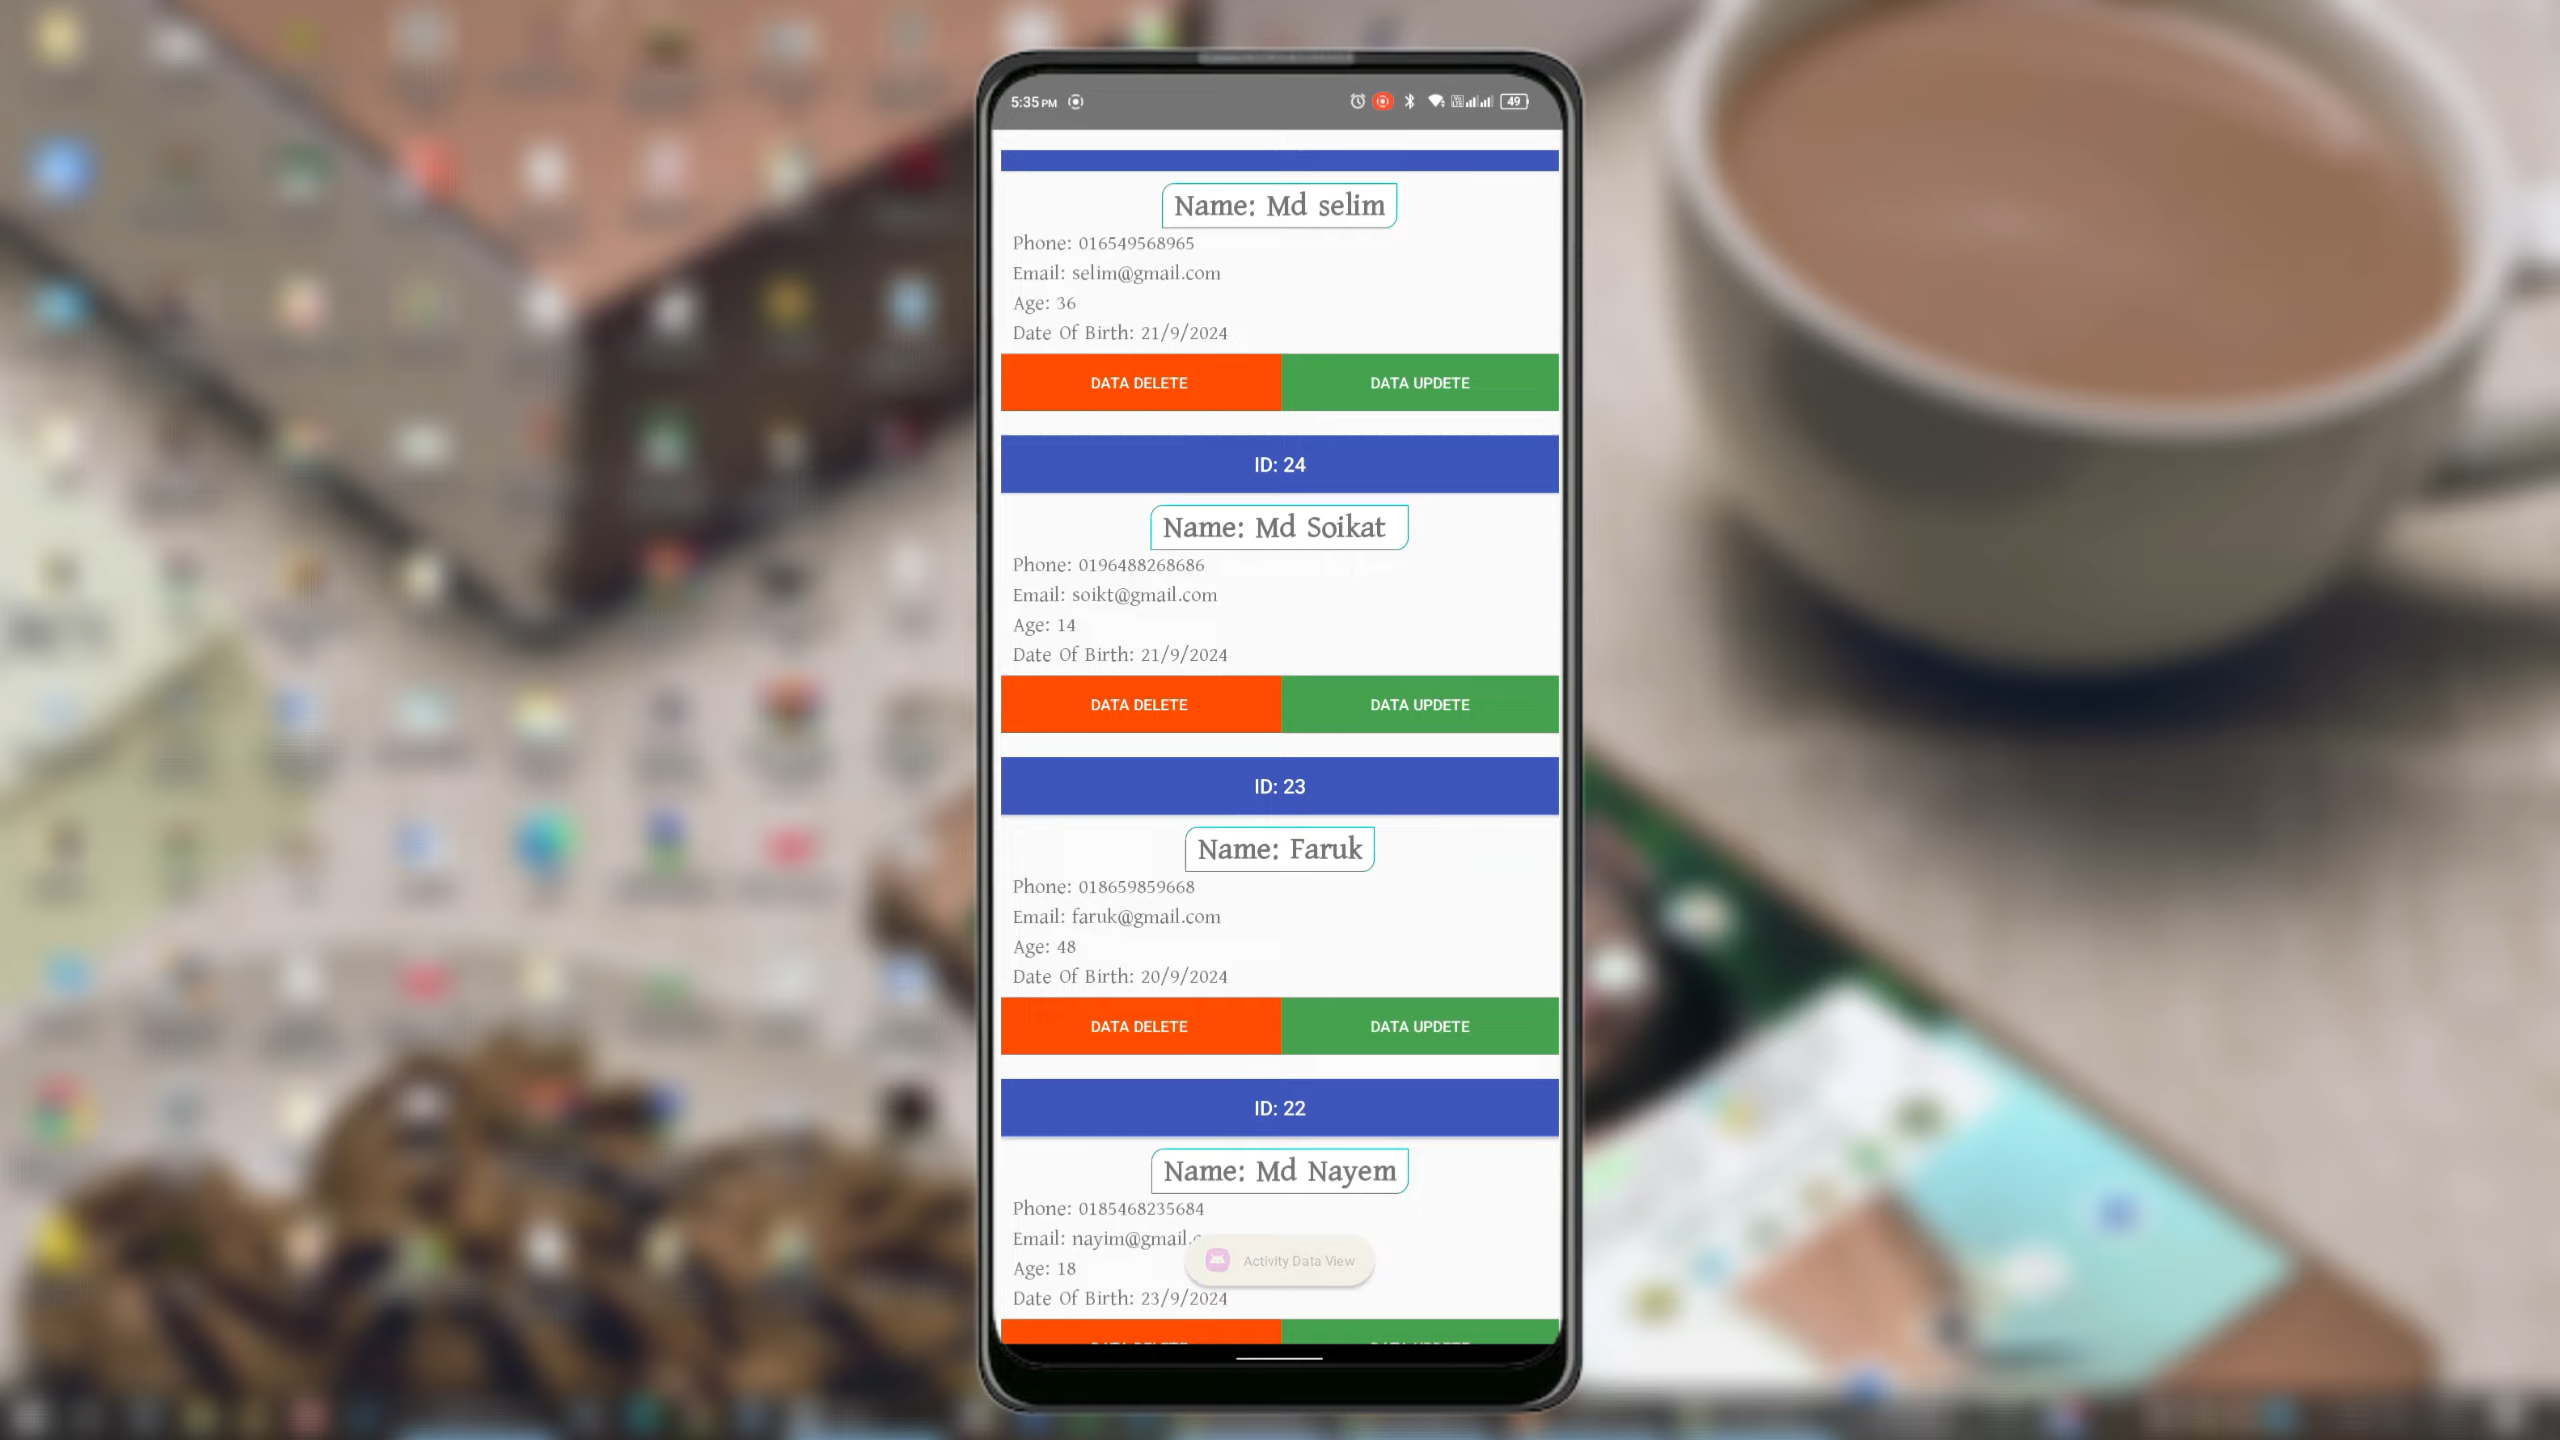 5:35 PM
49
Name: Md selim
Phone: 016549568965
Email: selim@gmail.com
Age: 36
Date Of Birth: 21/9/2024
DATA DELETE DATA UPDETE
ID: 24
Name: Md Soikat
Phone: 0196488268686
Email: soikt@gmail.com
Age: 14
Date Of Birth: 21/9/2024
DATA DELETE DATA UPDETE
ID: 23
Name: Faruk
Phone: 018659859668
Email: faruk@gmail.com
Age: 48
Date Of Birth: 20/9/2024
DATA DELETE DATA UPDETE
ID: 22
Name: Md Nayem
Phone: 0185468235684
Email: nayim@gmail.c
Activity Data View
Age: 18
Date Of Birth: 23/9/2024